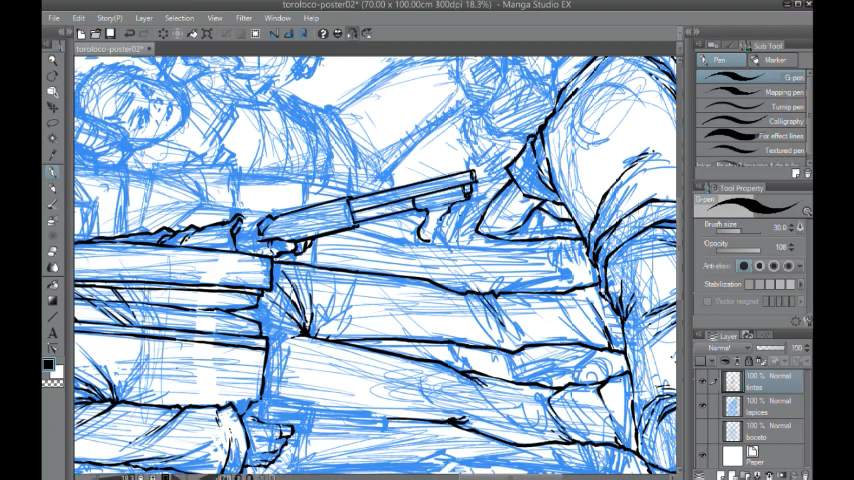 toroloco-poster02* (70.00 x 100.00cm 300dpi 18.3%) - Manga Studio EX
File Edit Story(P) Layer Selection View Filter Window Help
toroloco-poster02*
Sub Tool
Pen Marker
G-pen
Mapping pen
Turnip pen
Calligraphy
For effect lines
Textured pen
Tool Property
G-pen
Brush size 30.0
Opacity 100
Anti-alias
Stabilization
Vector magnet
Layer
Normal 100
100 % Normal
tintas
100 % Normal
lapices
100 % Normal
boceto
Paper